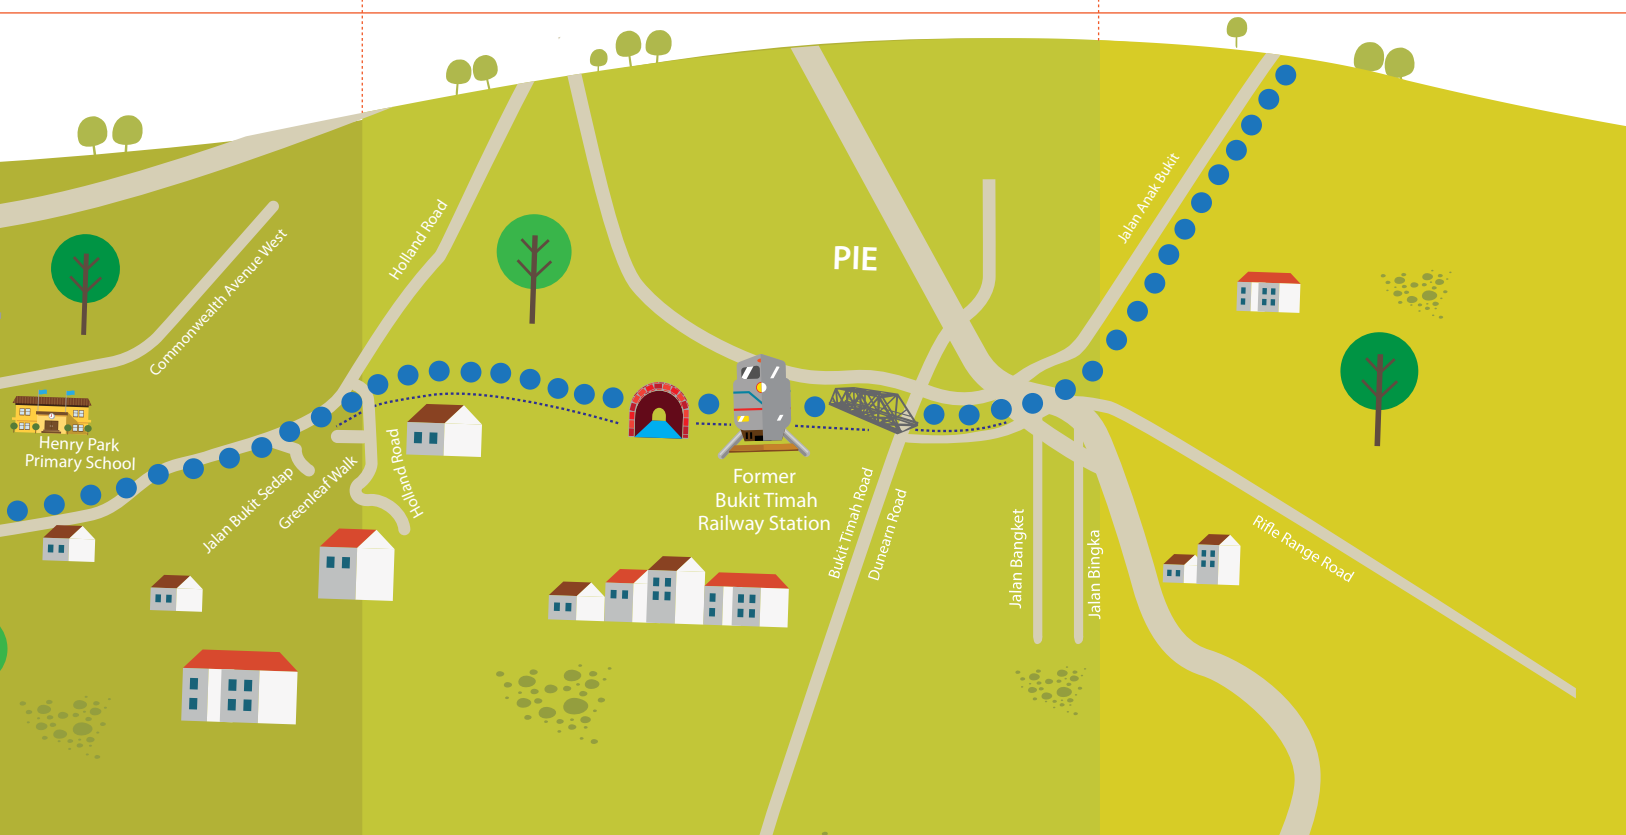 PIE
Jalan Anak Bukit
Holland Road
Commonwealth Avenue West
Henry Park
Primary School
Jalan Bukit Sedap
Greenleaf Walk
Holland Road
Former
Bukit Timah
Railway Station
Bukit Timah Road
Dunearn Road
Jalan Bangket
Jalan Bingka
Rifle Range Road